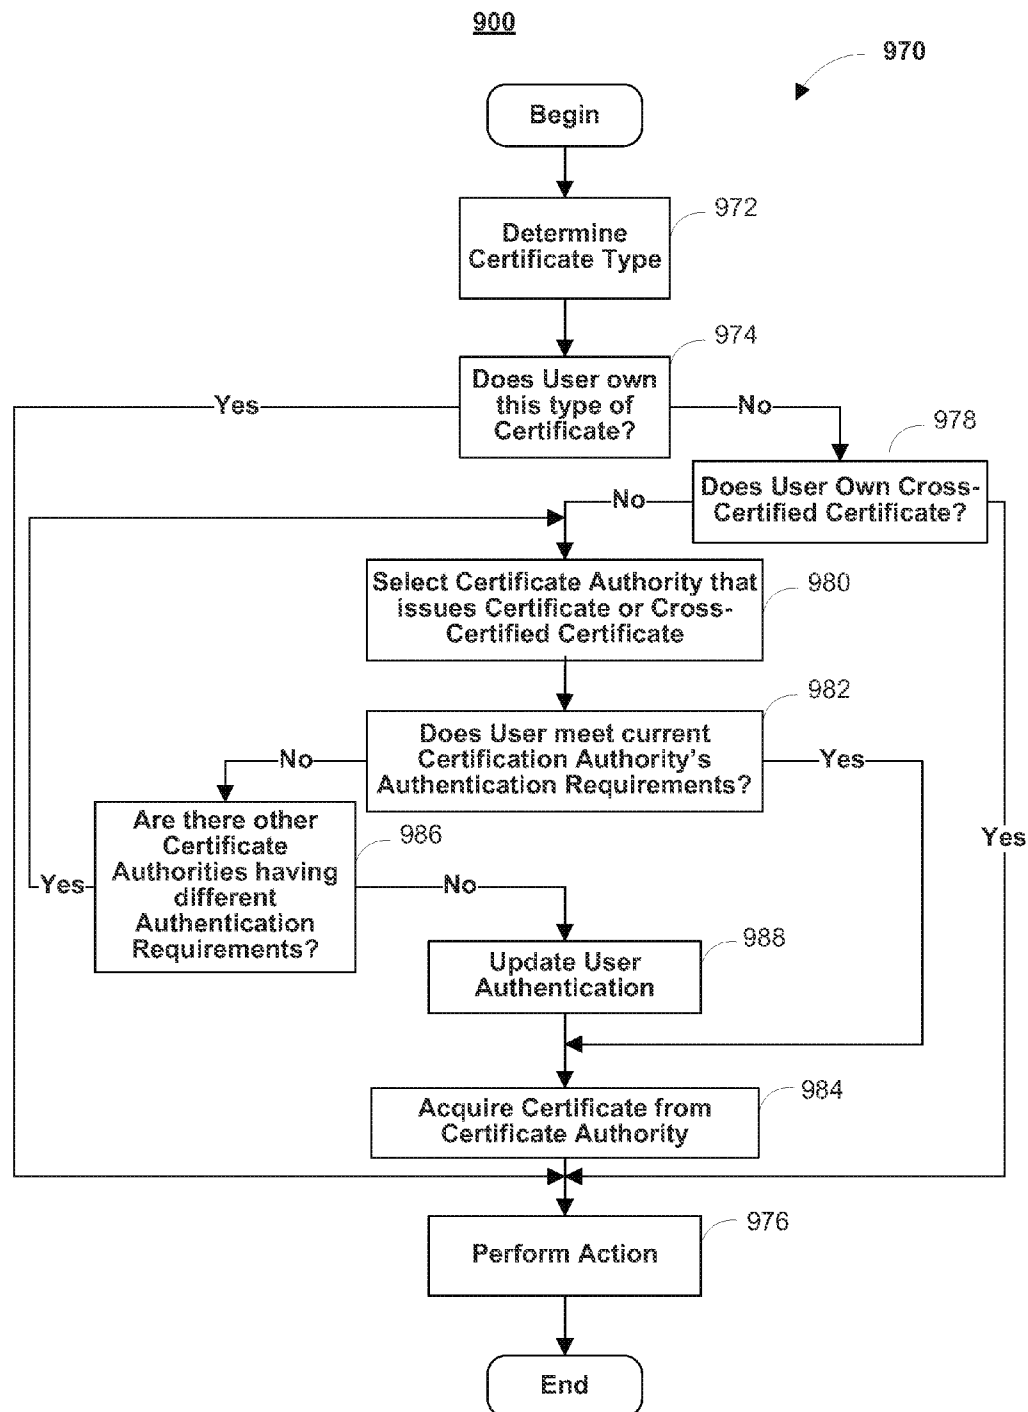 900
970
Begin
972
Determine
Certificate Type
974
Does User own
this type of
Certificate?
Yes
No
978
Does User Own Cross-
Certified Certificate?
No
Select Certificate Authority that
issues Certificate or Cross-
Certified Certificate
980
982
Does User meet current
Certification Authority's
Authentication Requirements?
No
Yes
Are there other
Certificate
Authorities having
different
Authentication
Requirements?
986
Yes
Yes
No
988
Update User
Authentication
984
Acquire Certificate from
Certificate Authority
976
Perform Action
End